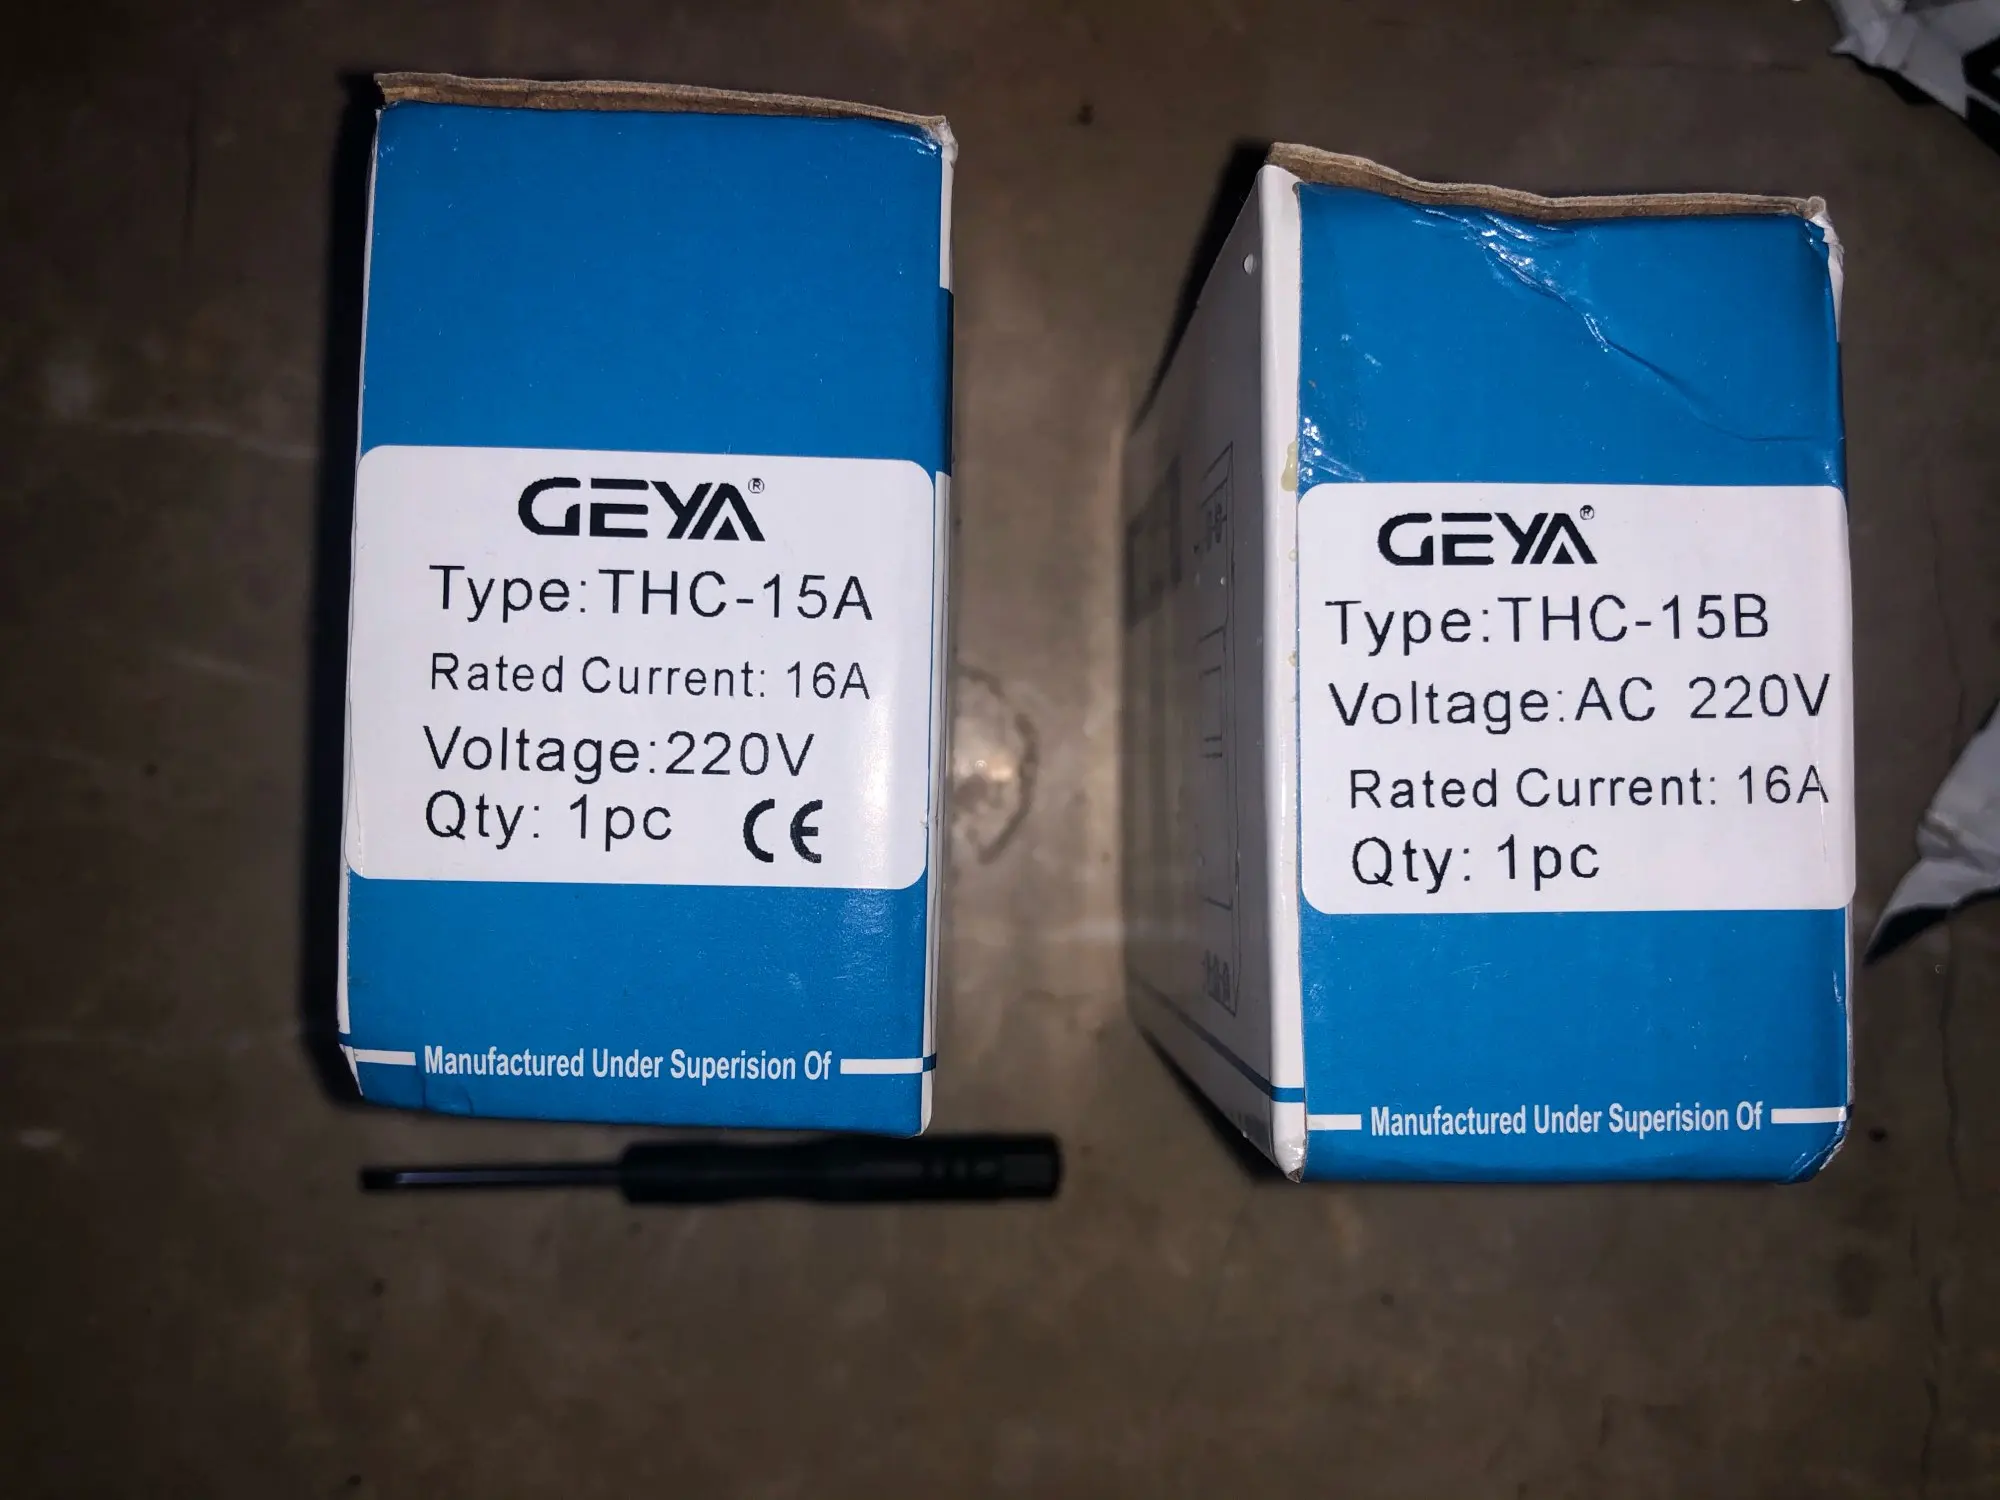 GEYA®
Type:THC-15A
Rated Current: 16A
Voltage:220V
Qty: 1pc CE
Manufactured Under Superision Of
GEYA®
Type:THC-15B
Voltage:AC 220V
Rated Current: 16A
Qty: 1pc
Manufactured Under Superision Of